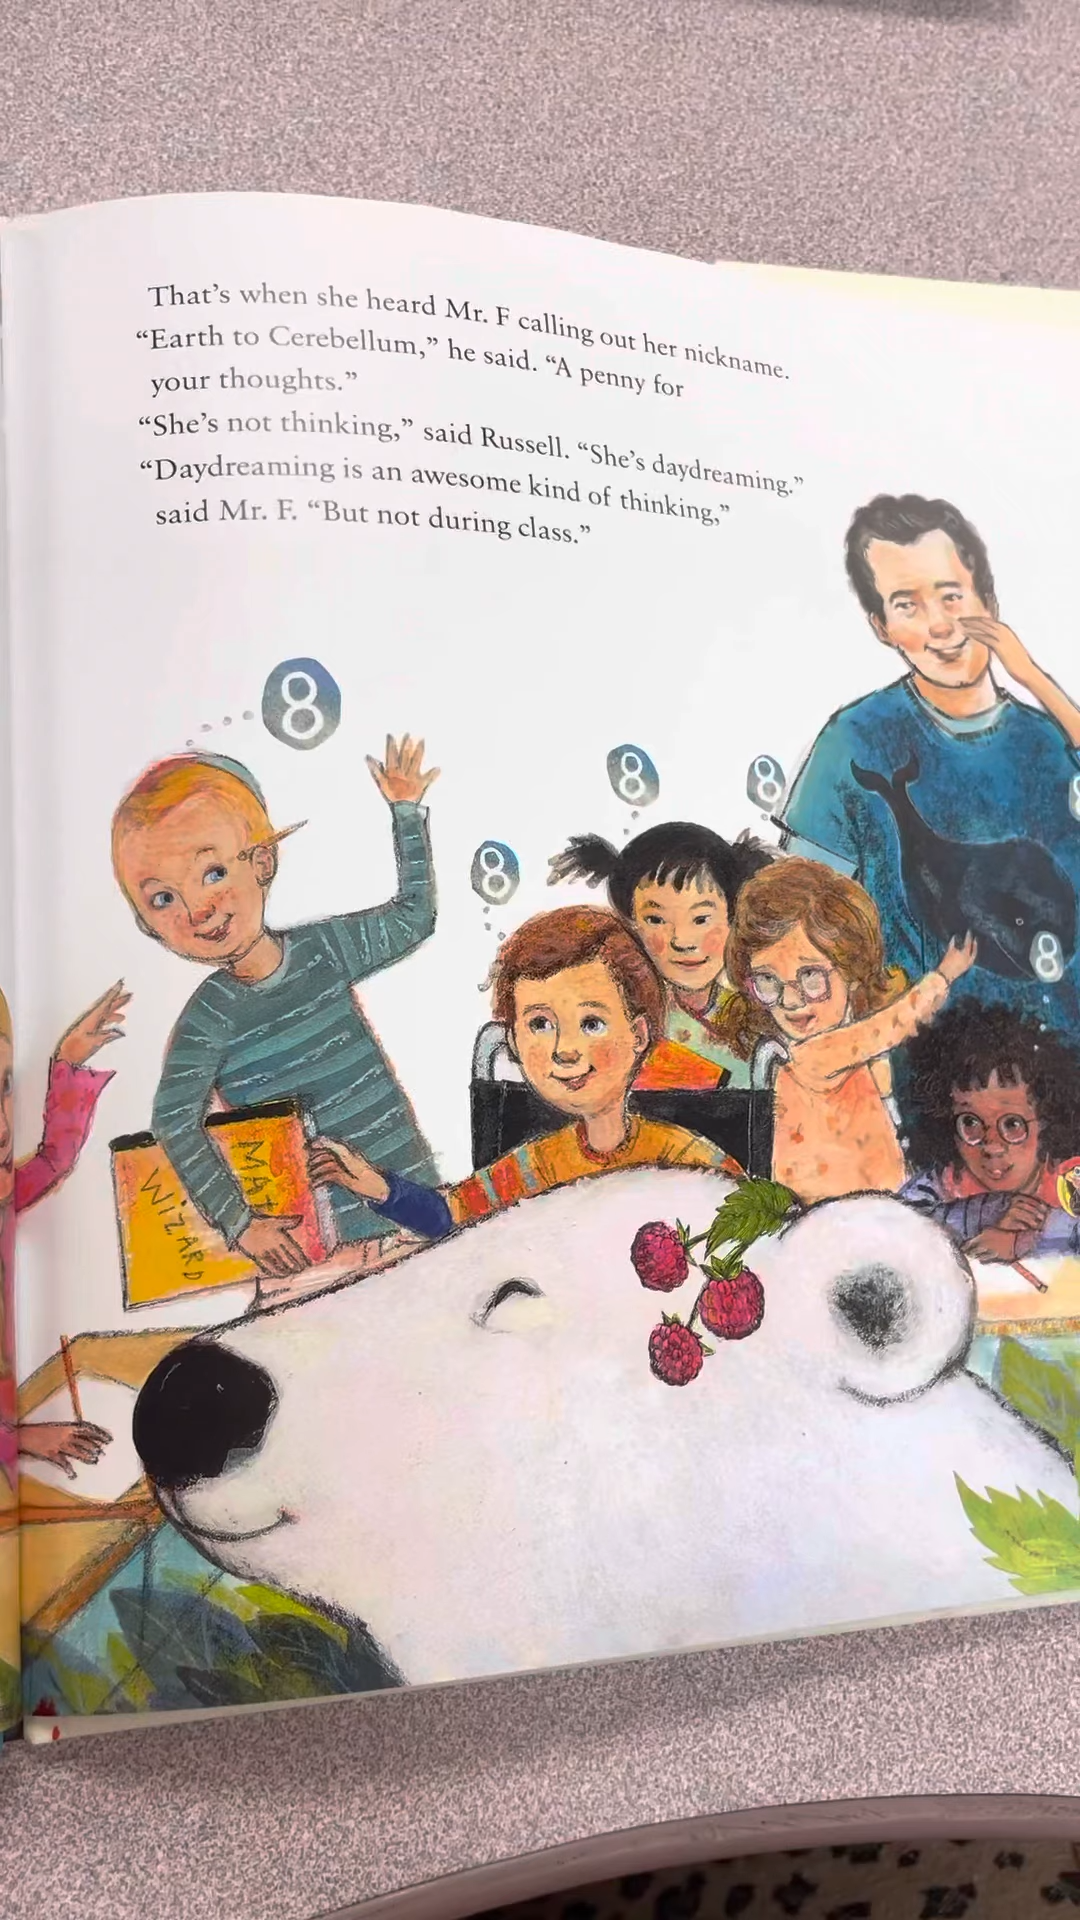 That's when she heard Mr. F calling out her nickname.
“Earth to Cerebellum,” he said. “A penny for
your thoughts.”
“She's not thinking,” said Russell. “She's daydreaming.”
“Daydreaming is an awesome kind of thinking,”
said Mr. F. “But not during class.”
8
8
8
8
8
8
MAT
WiZARD